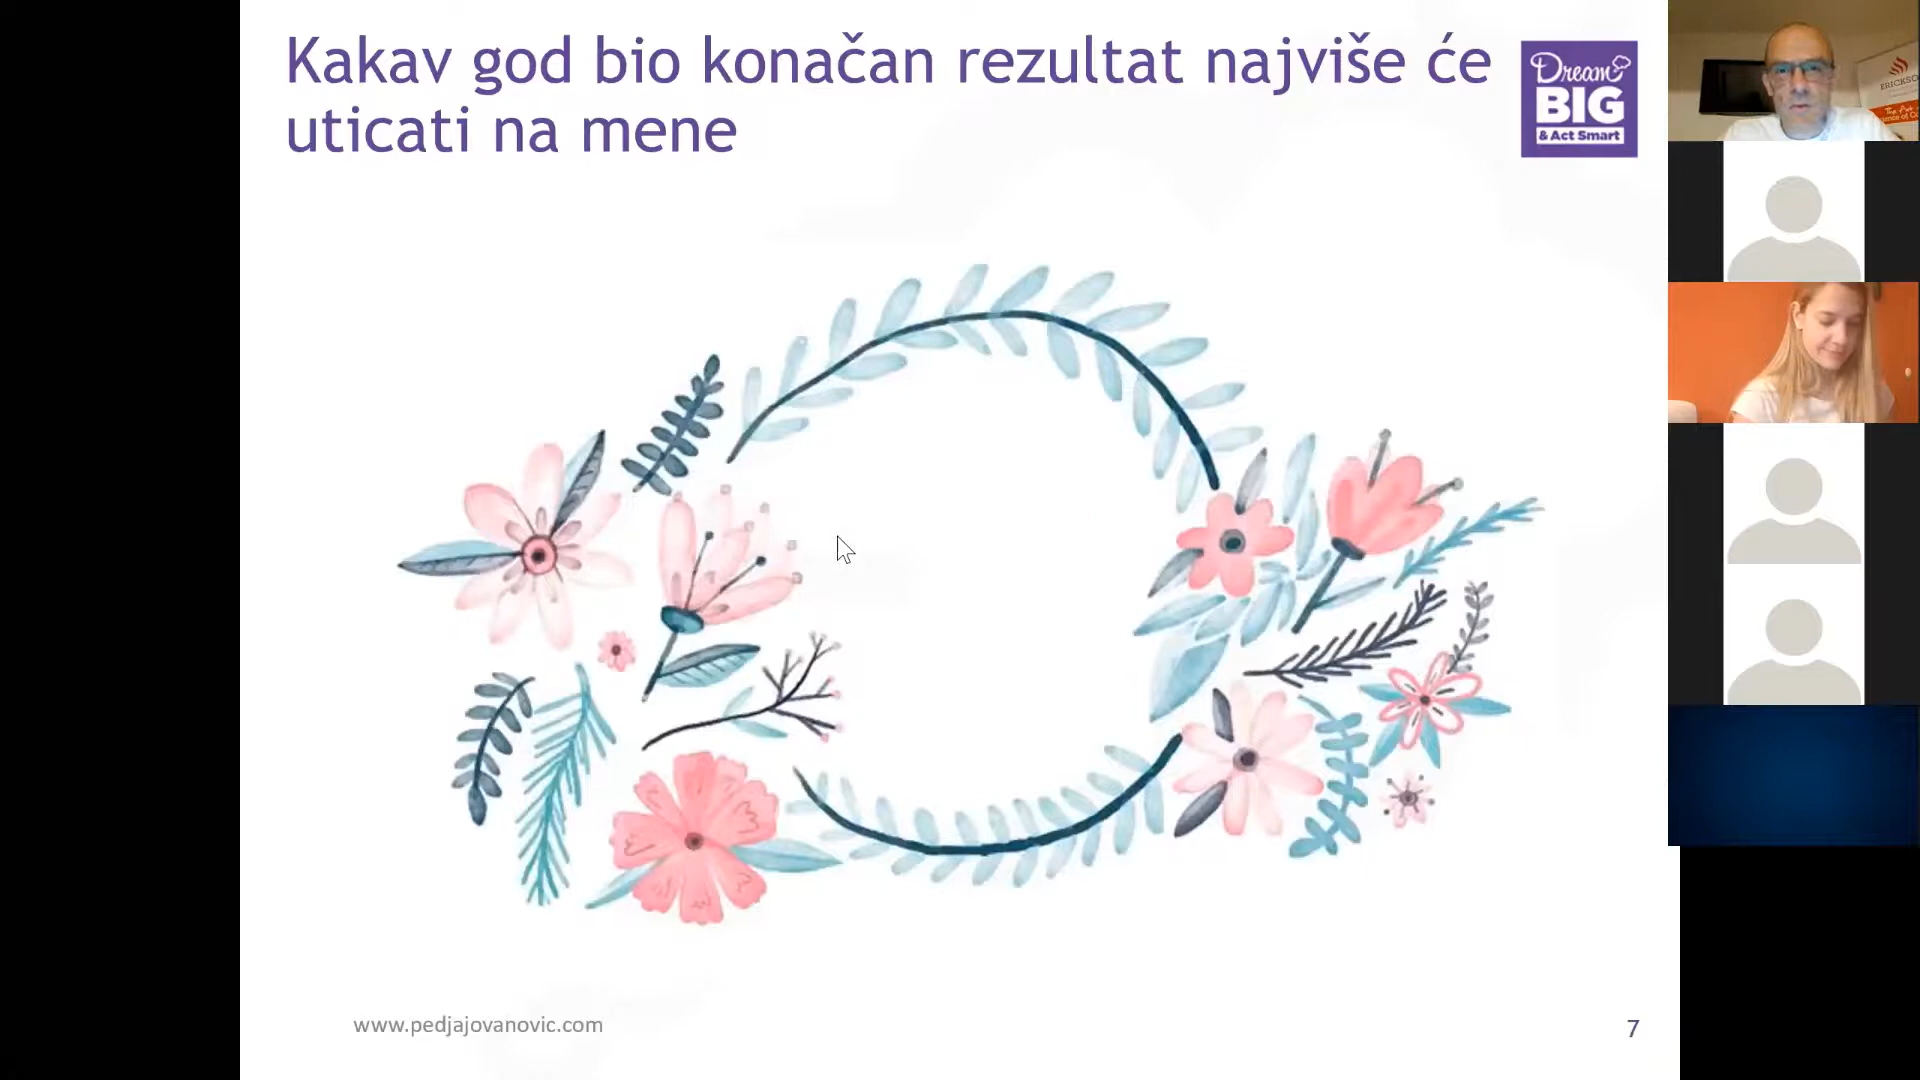 Kakav god bio konačan rezultat najviše će
uticati na mene
Dream
BIG
& Act Smart
www.pedjajovanovic.com
7